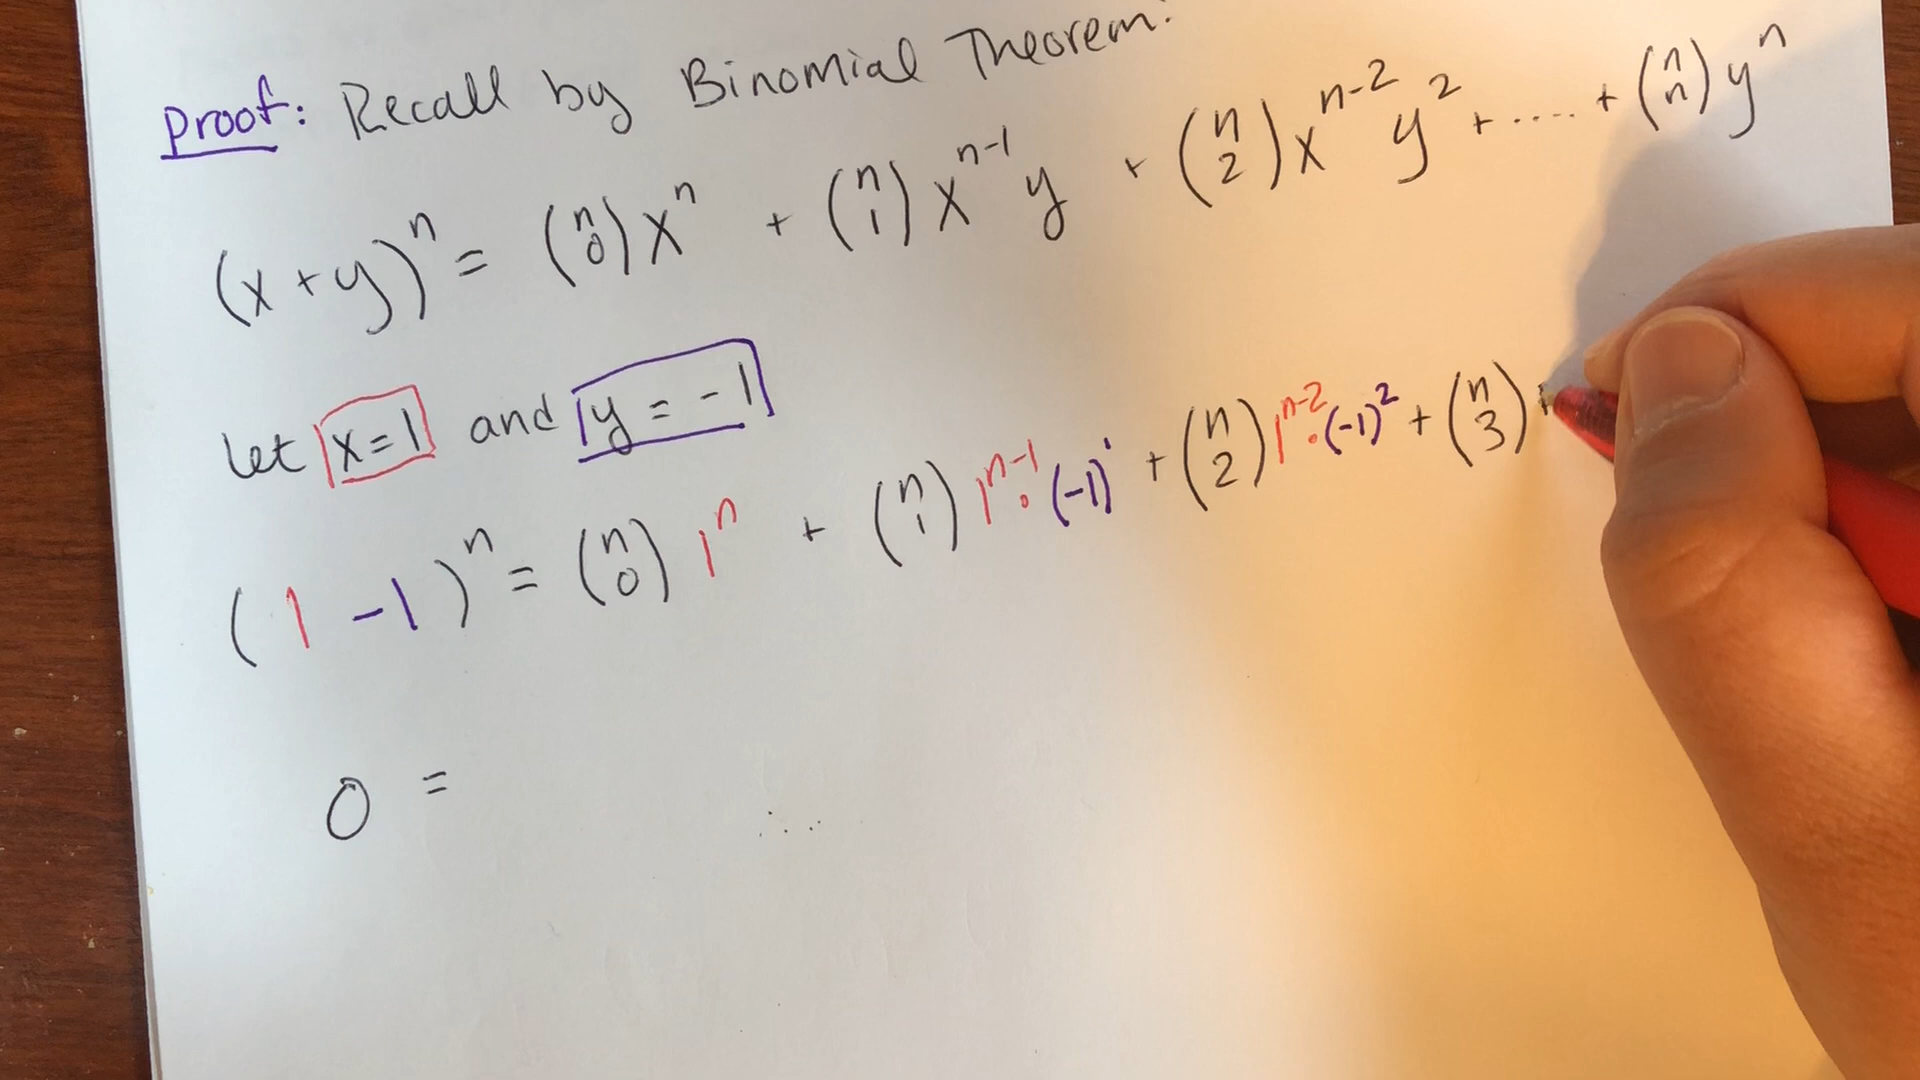 Proof: Recall by Binomial Theorem:
(x+y)^n = (n 0) x^n + (n 1) x^{n-1} y + (n 2) x^{n-2} y^2 + ..... + (n n) y^n
let x=1 and y=-1
(1 -1)^n = (n 0) 1^n + (n 1) 1^{n-1}·(-1)^1 + (n 2) 1^{n-2}·(-1)^2 + (n 3)
0 =